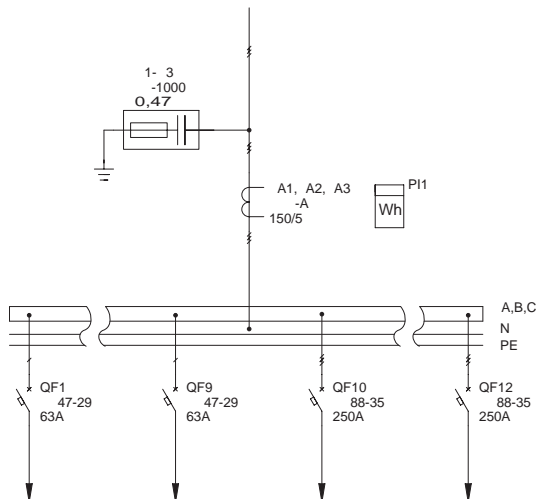 1- 3
-1000
0,47
A1, A2, A3
-A
150/5
PI1
Wh
A,B,C
N
PE
QF1
47-29
63A
QF9
47-29
63A
QF10
88-35
250A
QF12
88-35
250A